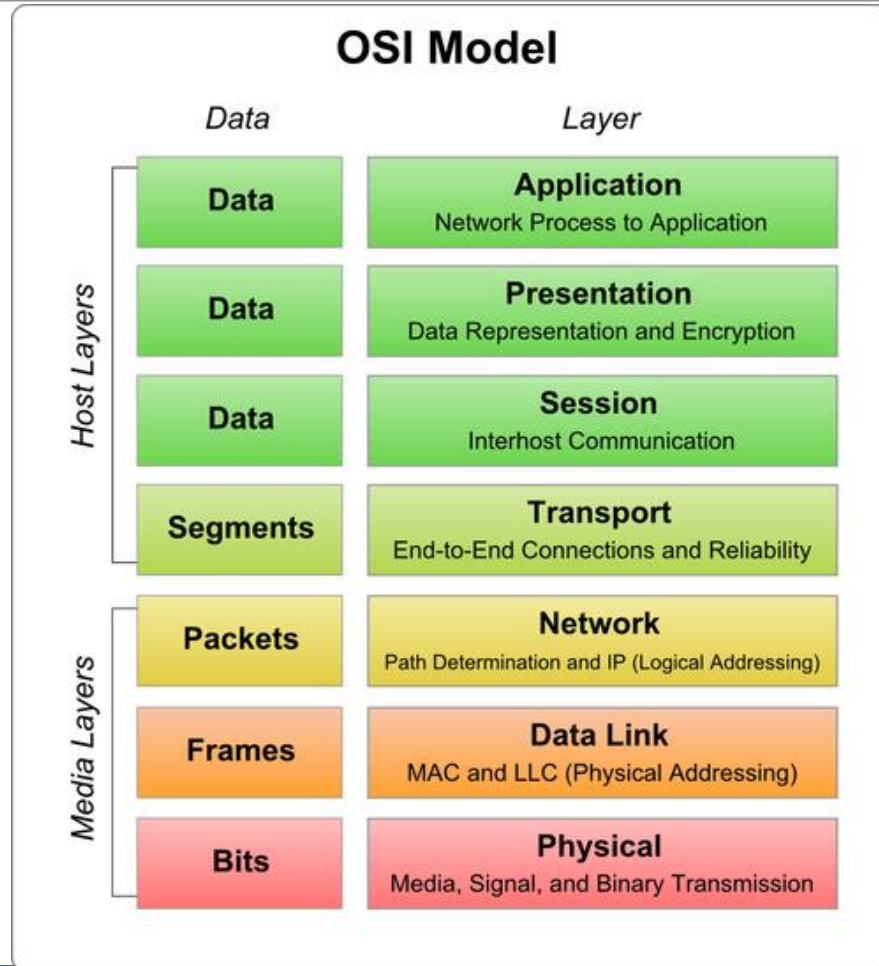 OSI Model
Data
Layer
Host Layers
Data
Application
Network Process to Application
Data
Presentation
Data Representation and Encryption
Data
Session
Interhost Communication
Segments
Transport
End-to-End Connections and Reliability
Media Layers
Packets
Network
Path Determination and IP (Logical Addressing)
Frames
Data Link
MAC and LLC (Physical Addressing)
Bits
Physical
Media, Signal, and Binary Transmission